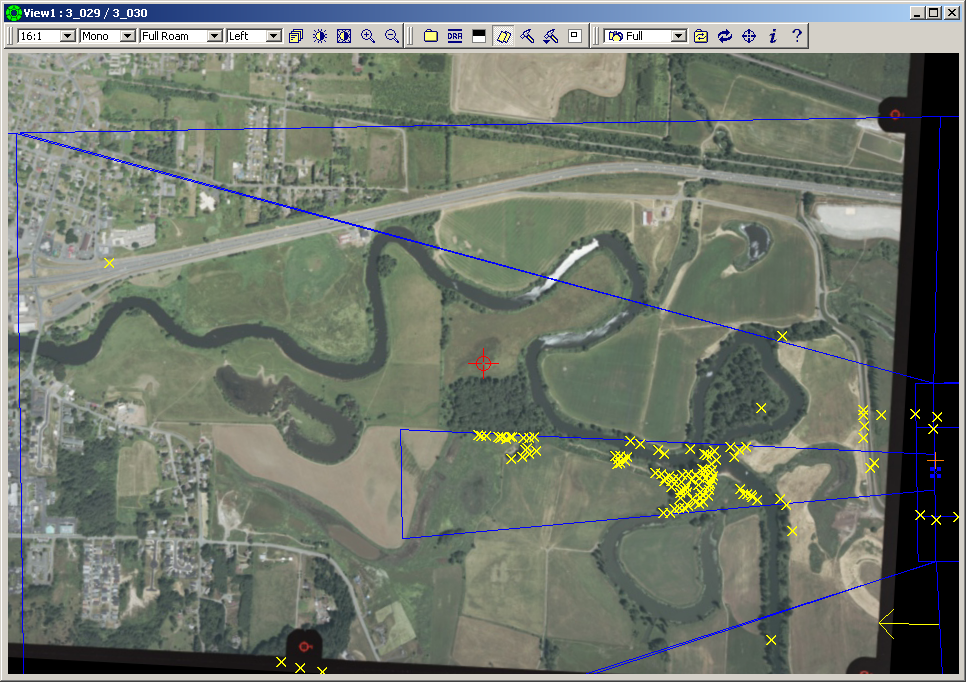 View1 : 3_029 / 3_030
16:1 Mono Full Roam Left DRA Full i ?